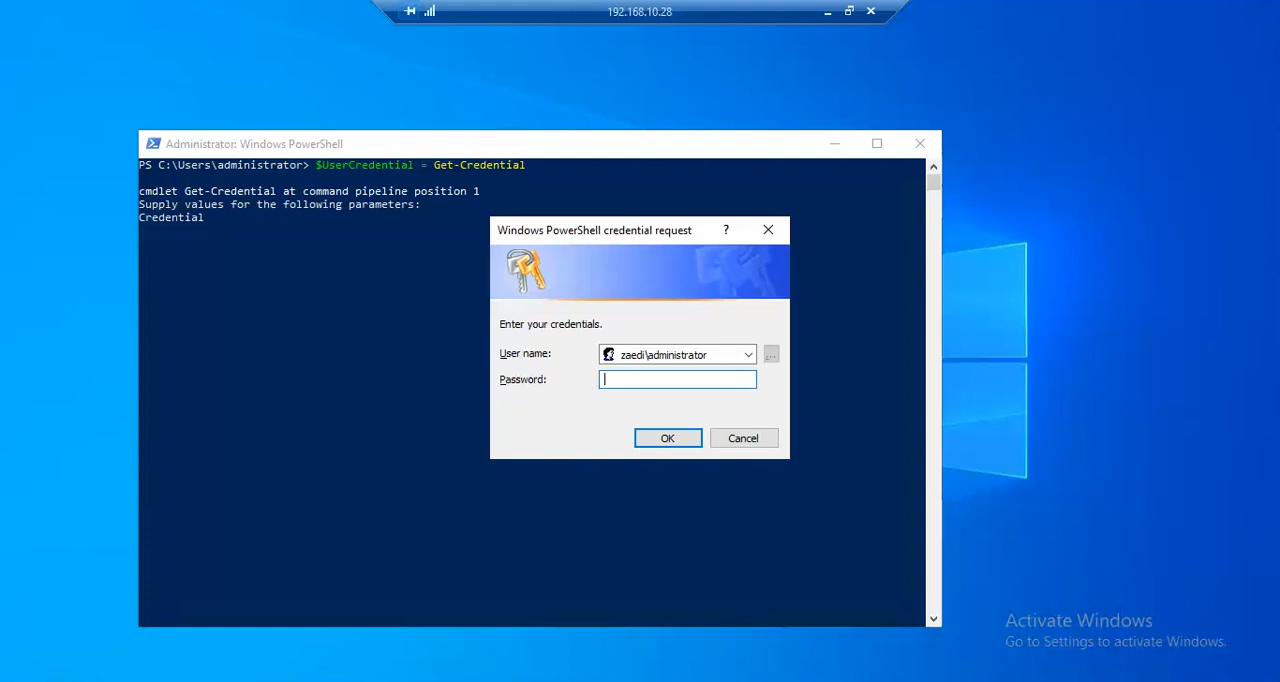 192.168.10.28
Administrator: Windows PowerShell
PS C:\Users\administrator> $UserCredential = Get-Credential
cmdlet Get-Credential at command pipeline position 1
Supply values for the following parameters:
Credential
Windows PowerShell credential request
?
Enter your credentials.
User name: zaedi\administrator ...
Password:
OK Cancel
Activate Windows
Go to Settings to activate Windows.